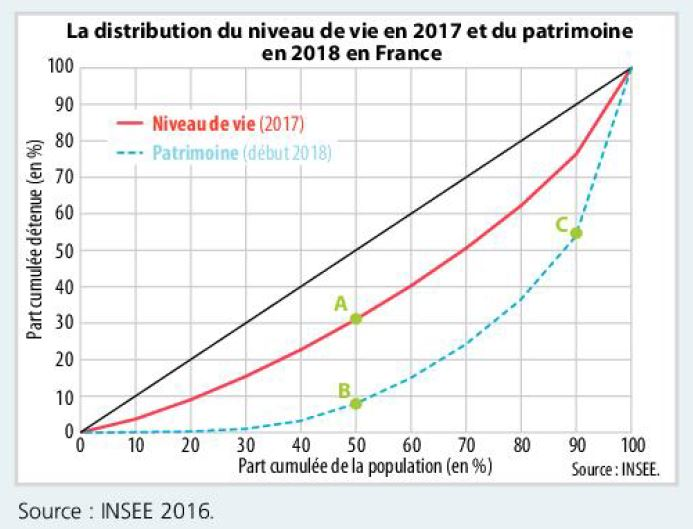 La distribution du niveau de vie en 2017 et du patrimoine
en 2018 en France
Part cumulée détenue (en %)
100
90
80
70
60
50
40
30
20
10
0
Niveau de vie (2017)
Patrimoine (début 2018)
A
B
C
0 10 20 30 40 50 60 70 80 90 100
Part cumulée de la population (en %)
Source : INSEE.
Source : INSEE 2016.